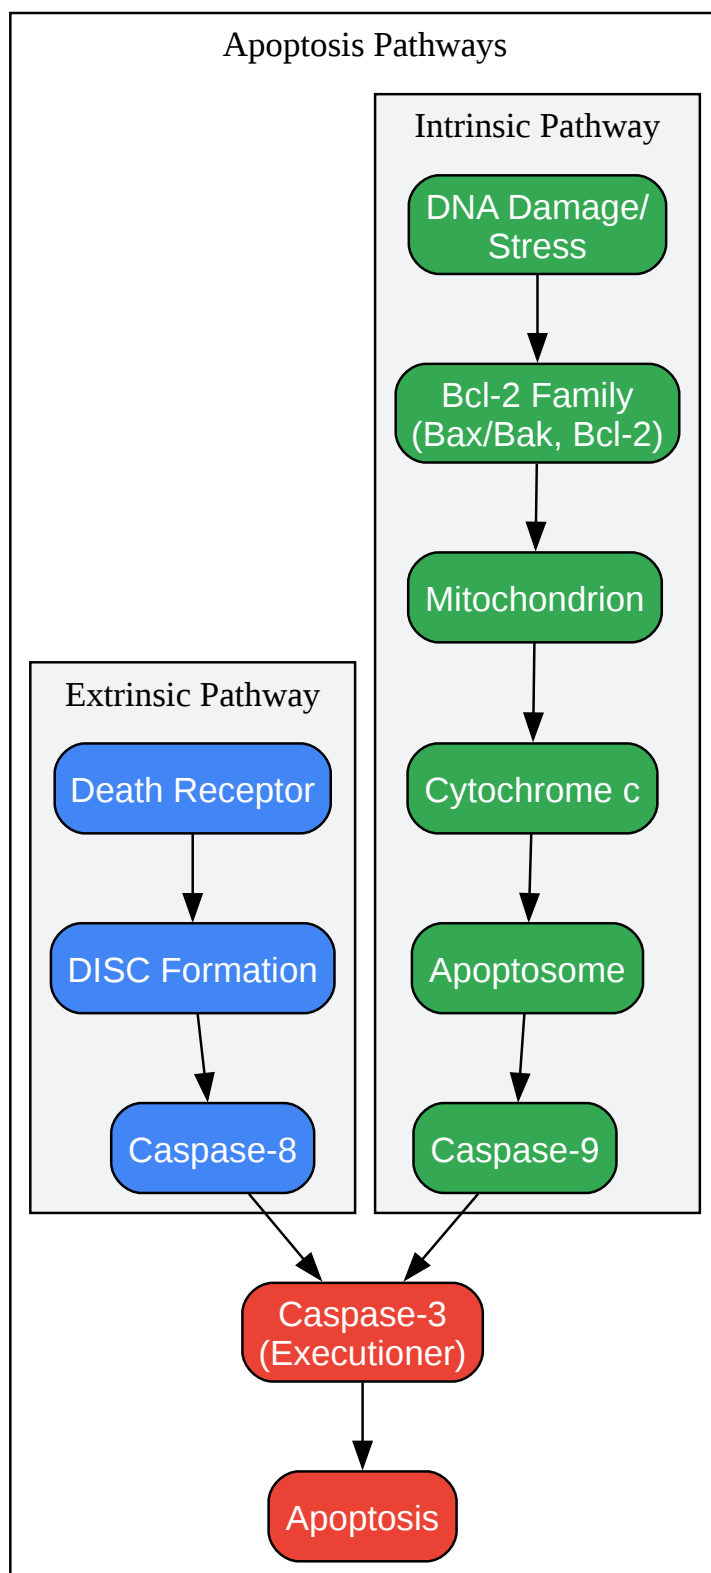 Apoptosis Pathways
Intrinsic Pathway
DNA Damage/
Stress
Bcl-2 Family
(Bax/Bak, Bcl-2)
Mitochondrion
Cytochrome c
Apoptosome
Caspase-9
Extrinsic Pathway
Death Receptor
DISC Formation
Caspase-8
Caspase-3
(Executioner)
Apoptosis